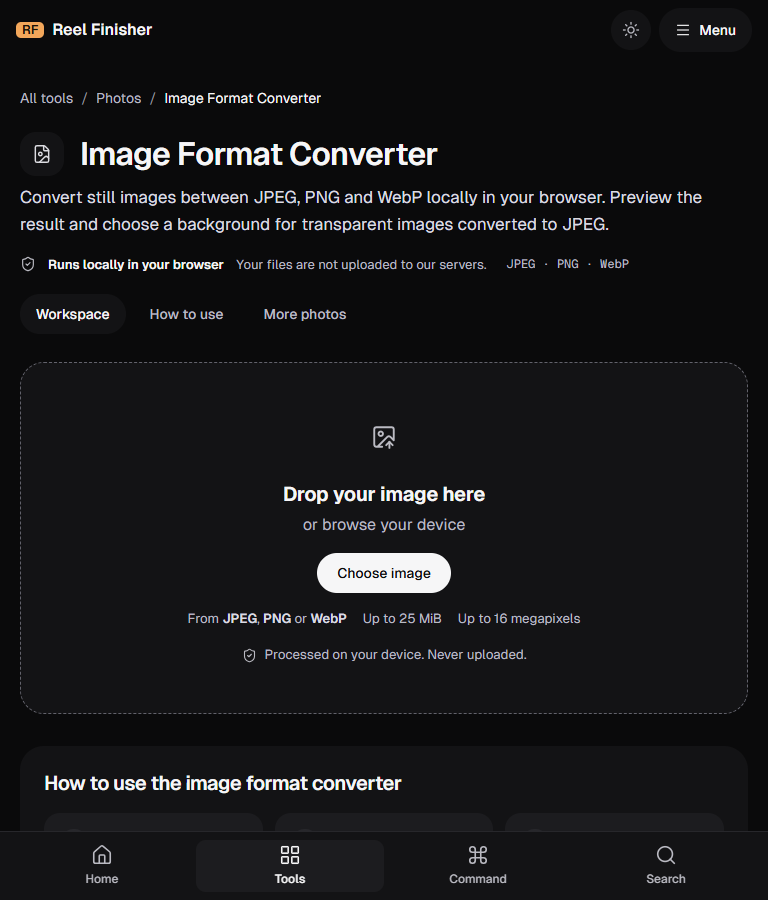 RF Reel Finisher
Menu
All tools / Photos / Image Format Converter
Image Format Converter
Convert still images between JPEG, PNG and WebP locally in your browser. Preview the
result and choose a background for transparent images converted to JPEG.
Runs locally in your browser Your files are not uploaded to our servers. JPEG · PNG · WebP
Workspace How to use More photos
Drop your image here
or browse your device
Choose image
From JPEG, PNG or WebP Up to 25 MiB Up to 16 megapixels
Processed on your device. Never uploaded.
How to use the image format converter
Home Tools Command Search